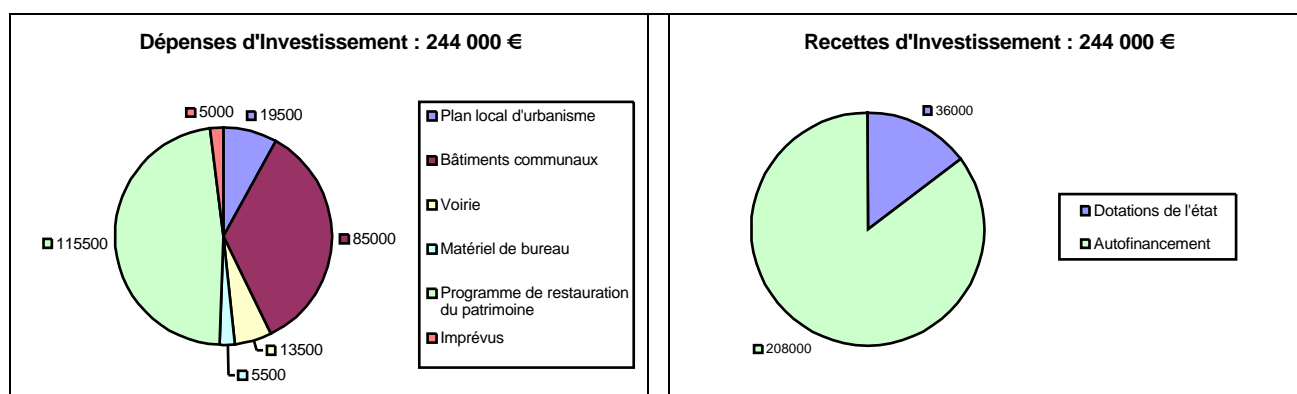 Dépenses d'Investissement : 244 000 €
5000
19500
115500
85000
13500
5500
Plan local d'urbanisme
Bâtiments communaux
Voirie
Matériel de bureau
Programme de restauration
du patrimoine
Imprévus
Recettes d'Investissement : 244 000 €
36000
208000
Dotations de l'état
Autofinancement